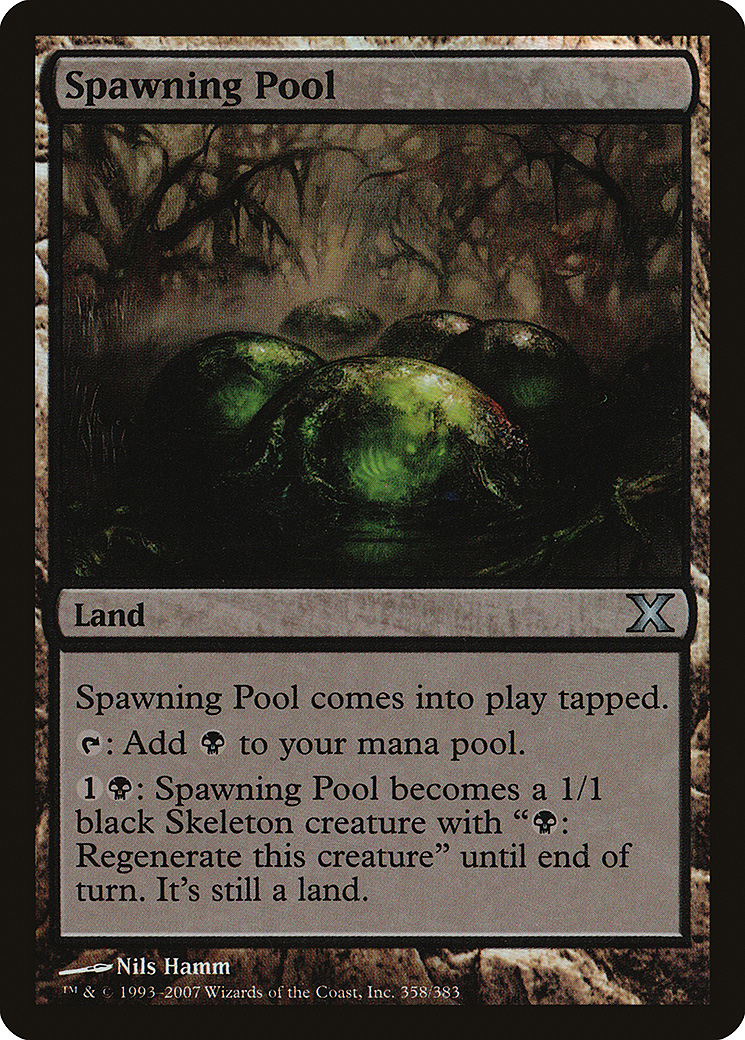 Spawning Pool
Land
Spawning Pool comes into play tapped.
: Add to your mana pool.
1 : Spawning Pool becomes a 1/1
black Skeleton creature with “ :
Regenerate this creature” until end of
turn. It's still a land.
Nils Hamm
™ & © 1993-2007 Wizards of the Coast, Inc. 358/383